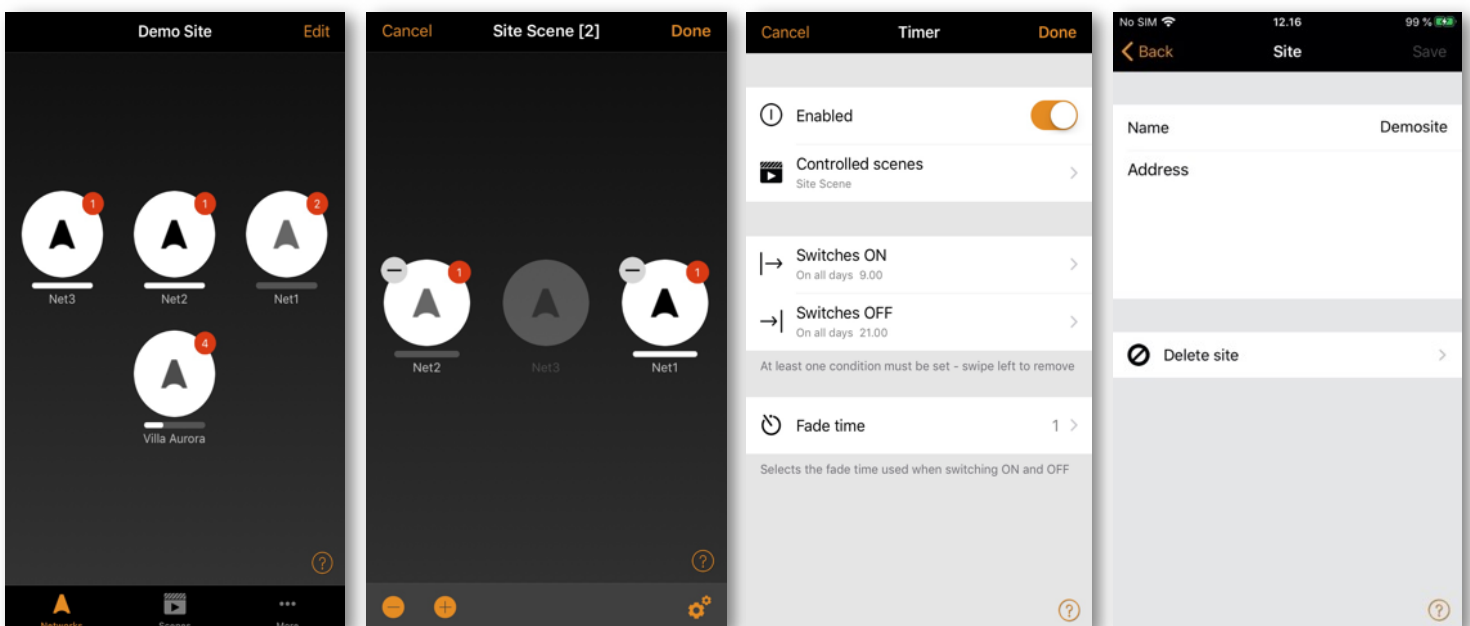 Demo Site
Edit
1
1
2
Net3
Net2
Net1
4
Villa Aurora
?
Networks
Scenes
More
Cancel
Site Scene [2]
Done
1
1
Net2
Net3
Net1
?
Cancel
Timer
Done
Enabled
Controlled scenes
Site Scene
Switches ON
On all days 9.00
Switches OFF
On all days 21.00
At least one condition must be set - swipe left to remove
Fade time
1
Selects the fade time used when switching ON and OFF
?
No SIM
12.16
99 %
Back
Site
Save
Name
Demosite
Address
Delete site
?